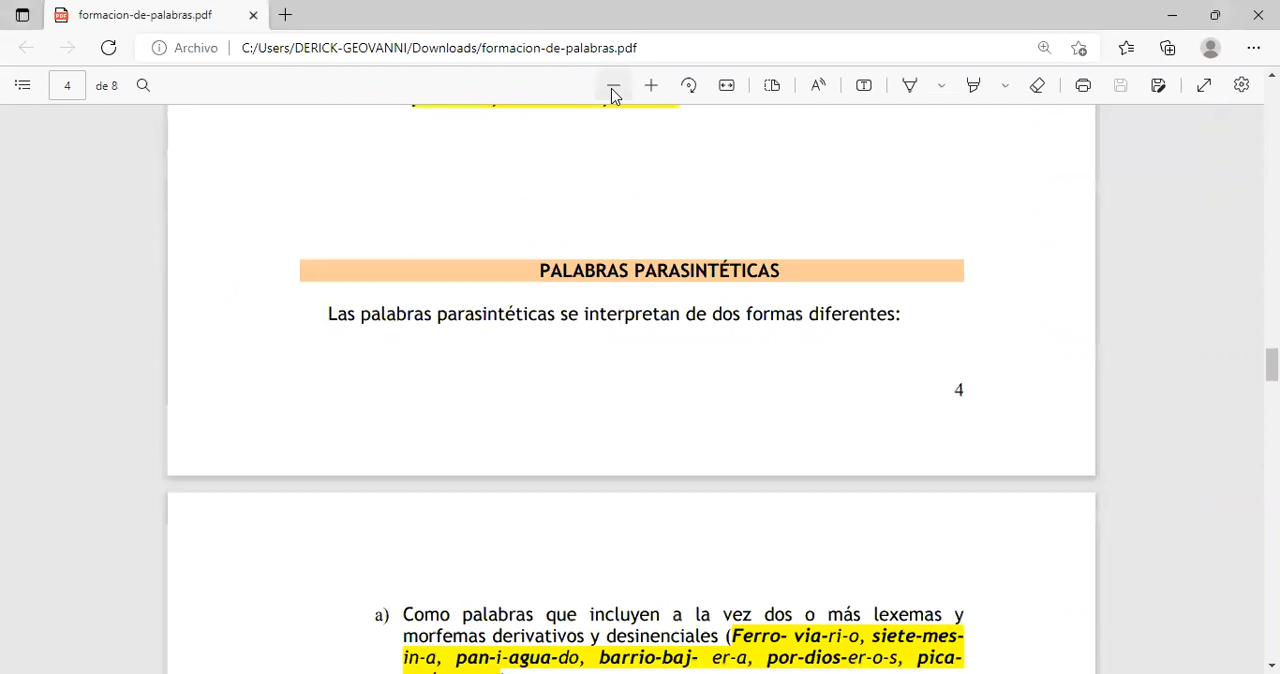 formacion-de-palabras.pdf
Archivo C:/Users/DERICK-GEOVANNI/Downloads/formacion-de-palabras.pdf
4 de 8
PALABRAS PARASINTÉTICAS
Las palabras parasintéticas se interpretan de dos formas diferentes:
4
a) Como palabras que incluyen a la vez dos o más lexemas y
morfemas derivativos y desinenciales (Ferro- via-ri-o, siete-mes-
in-a, pan-i-agua-do, barrio-baj- er-a, por-dios-er-o-s, pica-